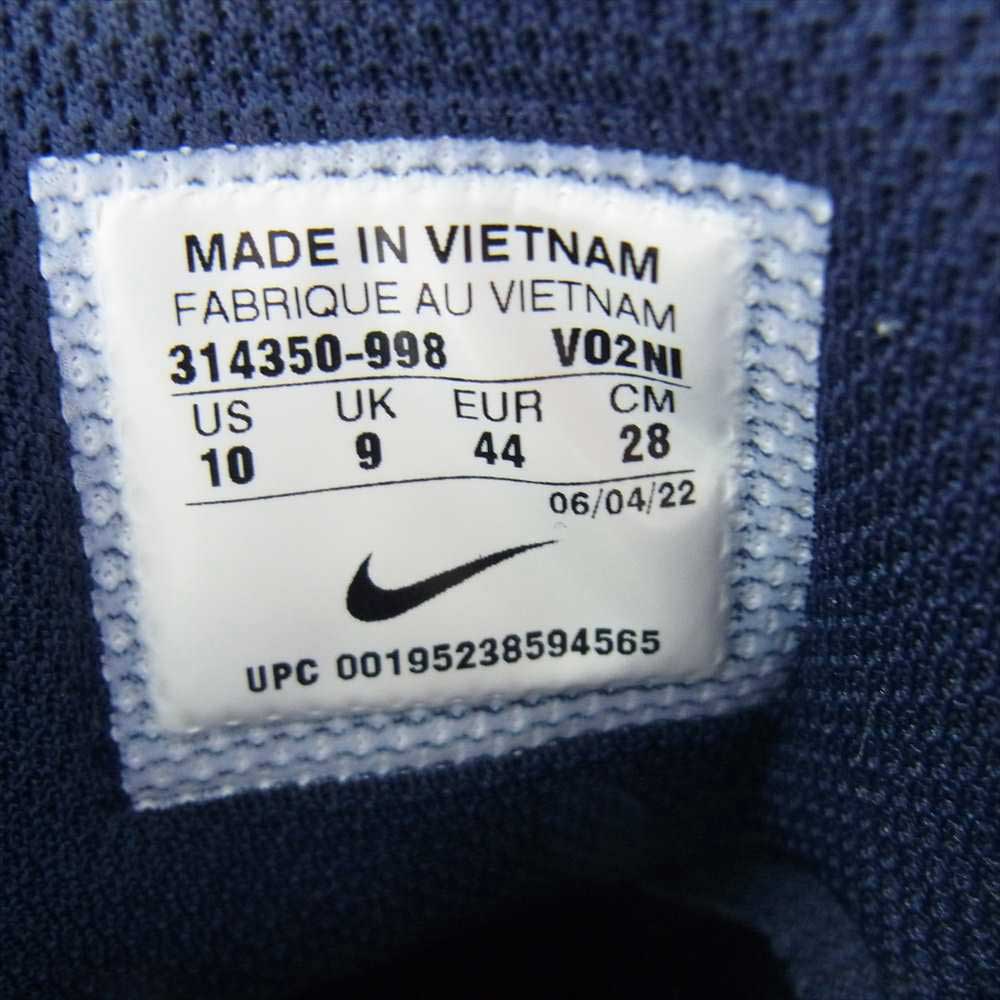 MADE IN VIETNAM
FABRIQUE AU VIETNAM
314350-998 V02NI
US UK EUR CM
10 9 44 28
06/04/22
UPC 00195238594565